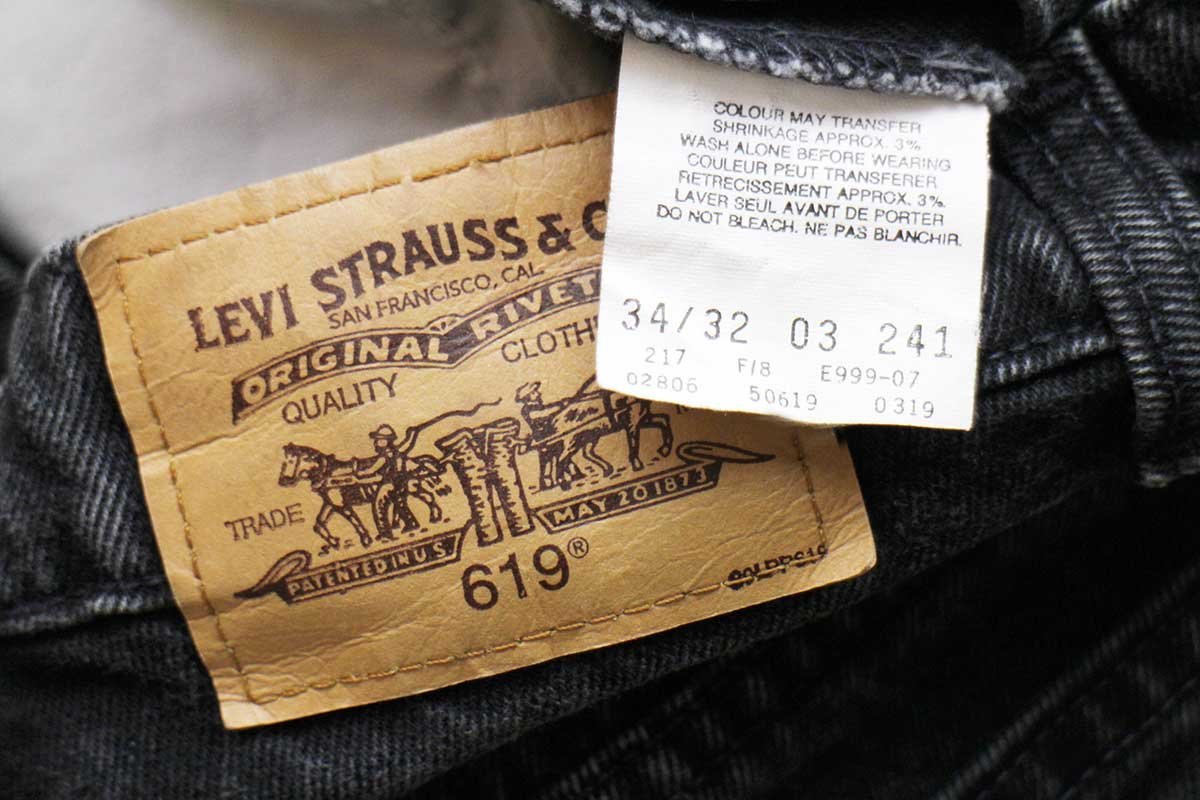 LEVI STRAUSS & C
SAN FRANCISCO, CAL.
ORIGINAL RIVET
QUALITY CLOTHI
TRADE
PATENTED IN U.S. MAY 20 1873
619®
COLOUR MAY TRANSFER
SHRINKAGE APPROX. 3%
WASH ALONE BEFORE WEARING
COULEUR PEUT TRANSFERER
RETRECISSEMENT APPROX. 3%.
LAVER SEUL AVANT DE PORTER
DO NOT BLEACH. NE PAS BLANCHIR.
34/32 03 241
217 F/8 E999-07
02806 50619 0319